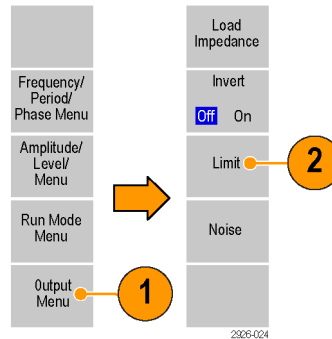 Frequency/
Period/
Phase Menu
Amplitude/
Level/
Menu
Run Mode
Menu
Output
Menu
1
Load
Impedance
Invert
Off On
Limit
2
Noise
2926-024